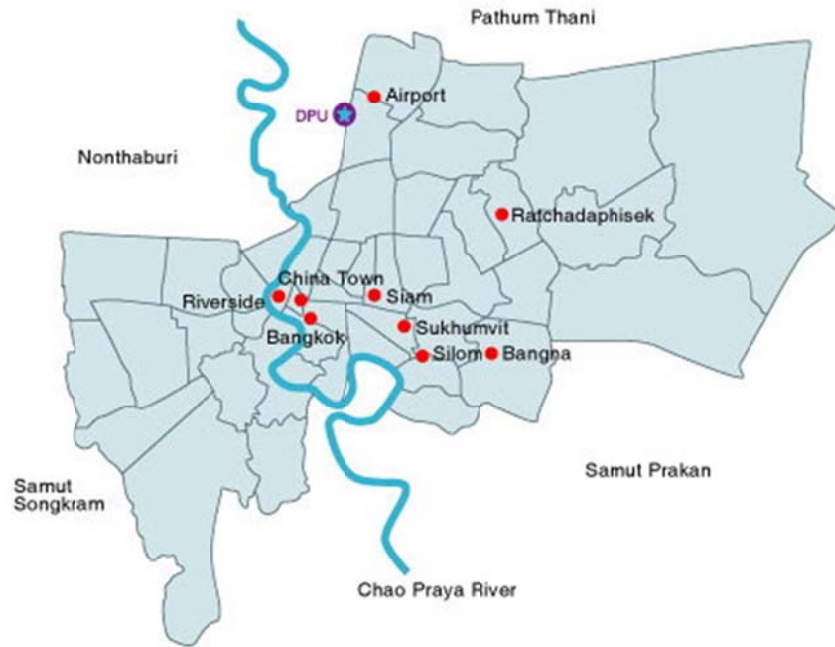 Pathum Thani
Airport
DPU
Nonthaburi
Ratchadaphisek
China Town
Riverside
Siam
Bangkok
Sukhumvit
Silom
Bangna
Samut Prakan
Samut
Songkram
Chao Praya River